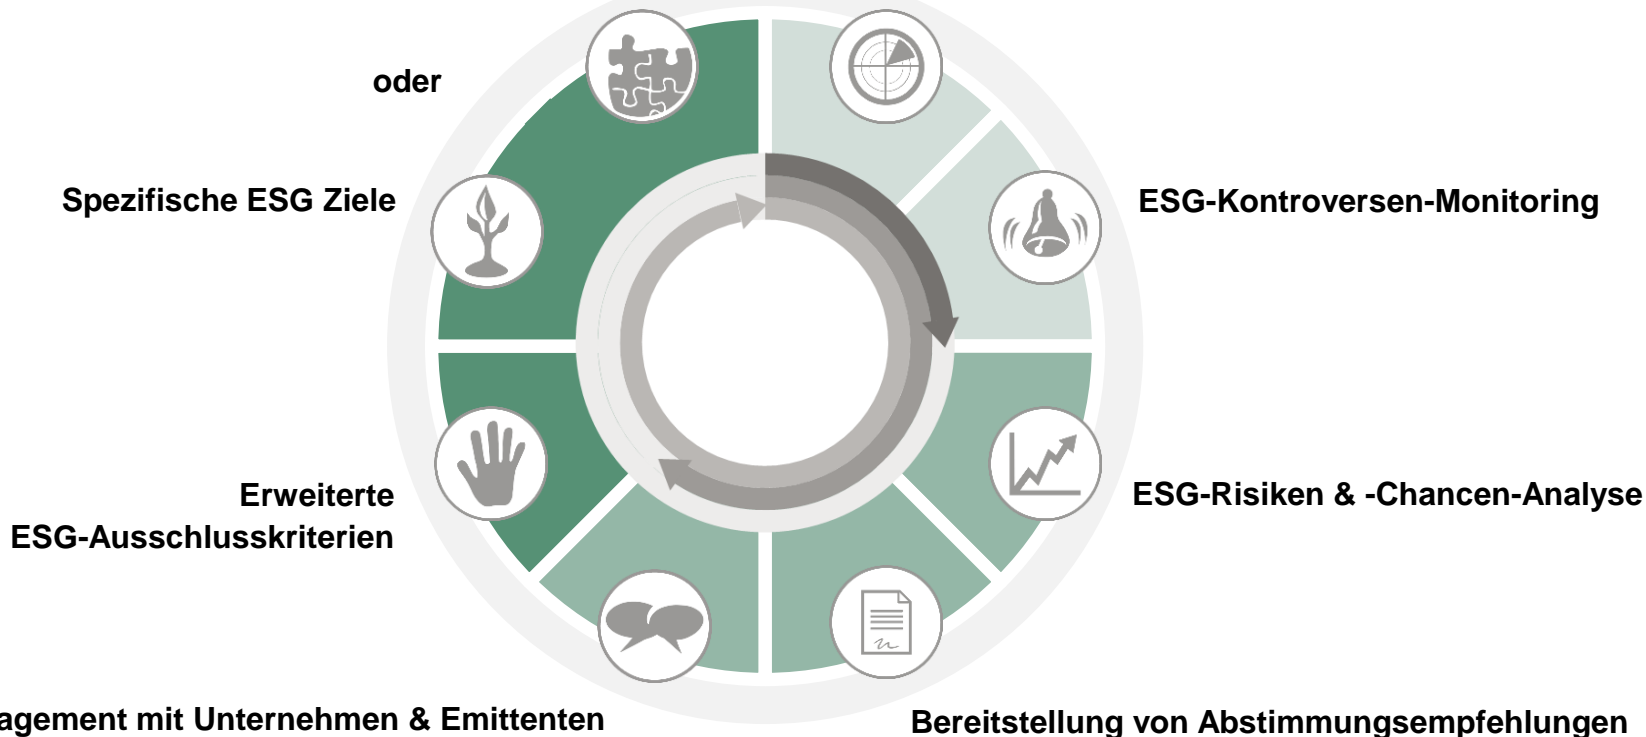 oder
Spezifische ESG Ziele
ESG-Kontroversen-Monitoring
Erweiterte
ESG-Ausschlusskriterien
ESG-Risiken & -Chancen-Analyse
agement mit Unternehmen & Emittenten
Bereitstellung von Abstimmungsempfehlungen